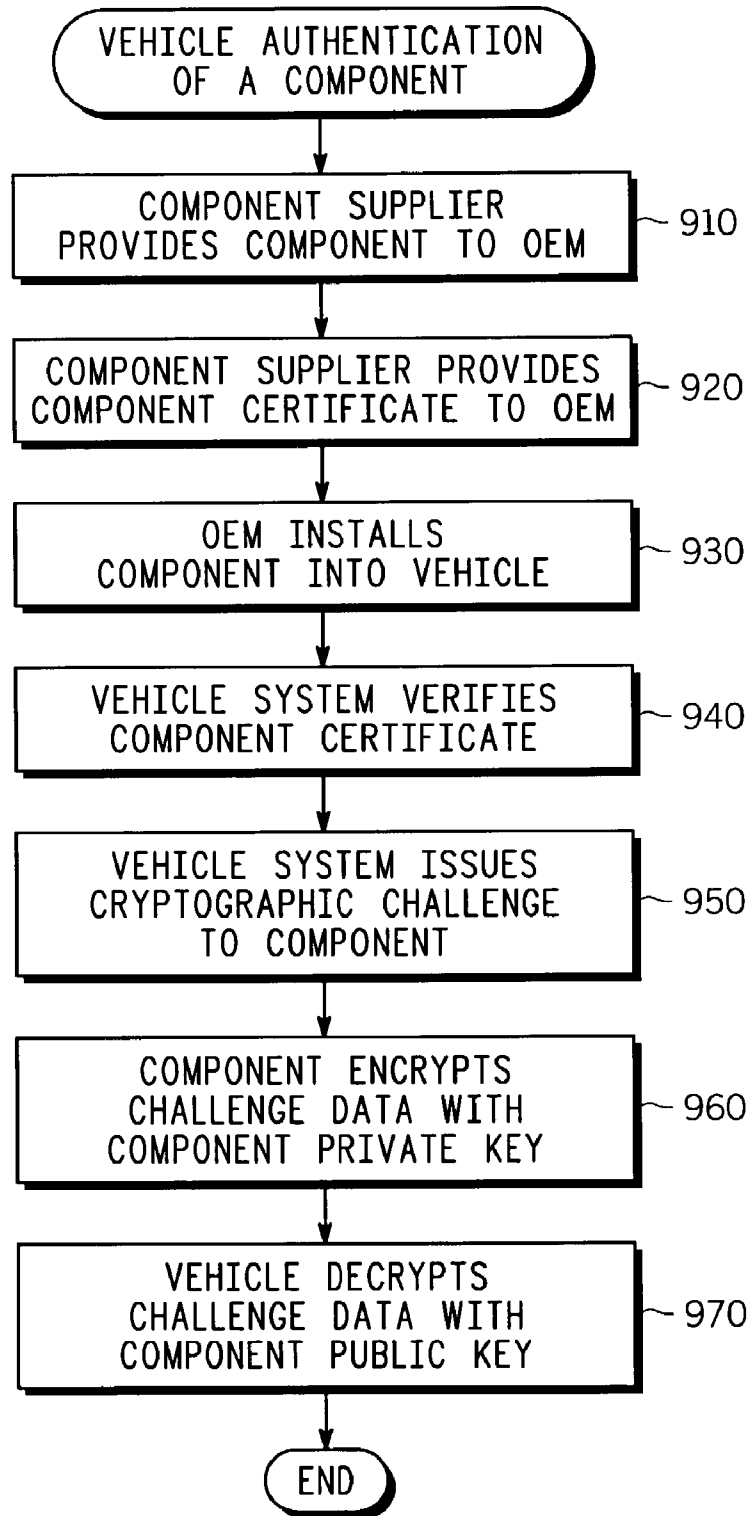 VEHICLE AUTHENTICATION
OF A COMPONENT
COMPONENT SUPPLIER
PROVIDES COMPONENT TO OEM
910
COMPONENT SUPPLIER PROVIDES
COMPONENT CERTIFICATE TO OEM
920
OEM INSTALLS
COMPONENT INTO VEHICLE
930
VEHICLE SYSTEM VERIFIES
COMPONENT CERTIFICATE
940
VEHICLE SYSTEM ISSUES
CRYPTOGRAPHIC CHALLENGE
TO COMPONENT
950
COMPONENT ENCRYPTS
CHALLENGE DATA WITH
COMPONENT PRIVATE KEY
960
VEHICLE DECRYPTS
CHALLENGE DATA WITH
COMPONENT PUBLIC KEY
970
END